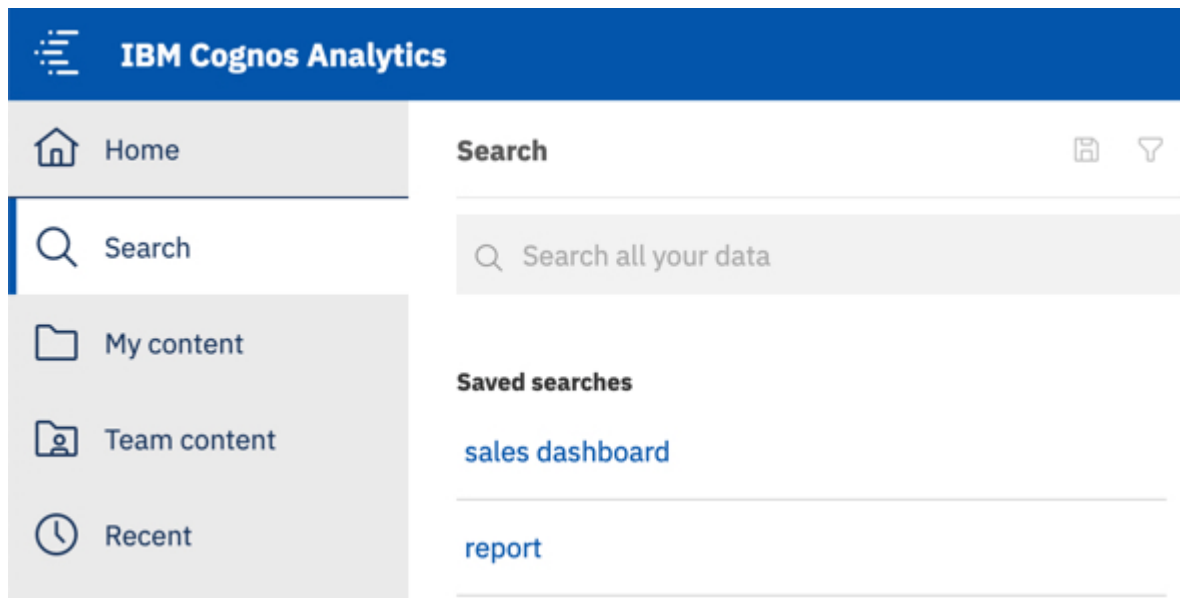 IBM Cognos Analytics
Home
Search
My content
Team content
Recent
Search
Search all your data
Saved searches
sales dashboard
report